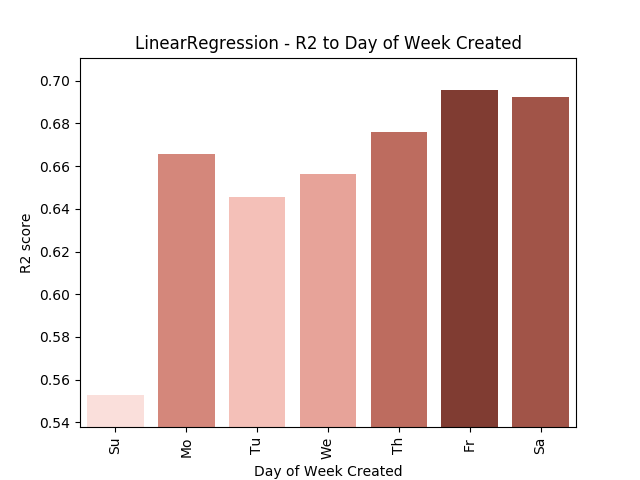 LinearRegression - R2 to Day of Week Created
0.70
0.68
0.66
0.64
0.62
0.60
0.58
0.56
0.54
R2 score
Su
Mo
Tu
We
Th
Fr
Sa
Day of Week Created